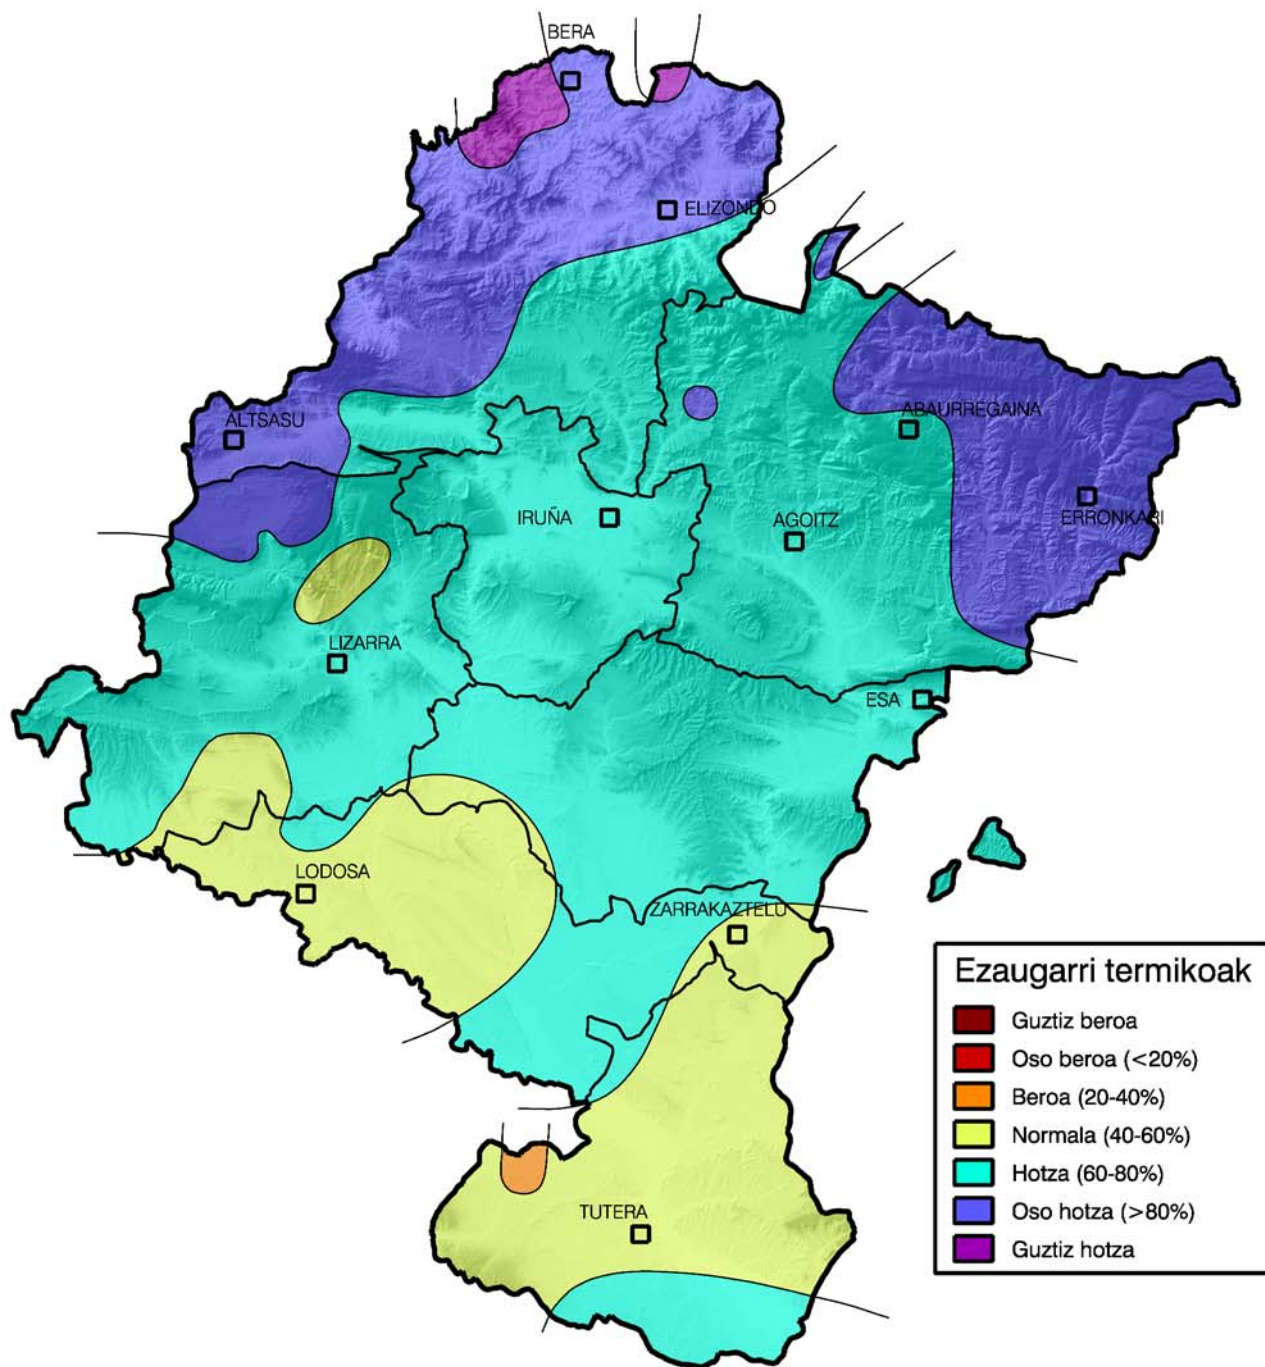 BERA
ELIZONDO
ALTSASU
ABAURREGAINA
IRUÑA
AGOITZ
ERRONKARI
LIZARRA
ESA
LODOSA
ZARRAKAZTELU
TUTERA
Ezaugarri termikoak
Guztiz beroa
Oso beroa (<20%)
Beroa (20-40%)
Normala (40-60%)
Hotza (60-80%)
Oso hotza (>80%)
Guztiz hotza